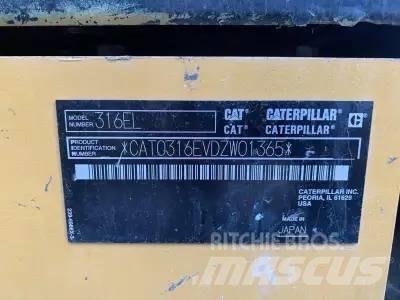 MODEL NUMBER 316EL
CAT CATERPILLAR
CAT CATERPILLAR
PRODUCT IDENTIFICATION NUMBER *CAT0316EVDZW01365*
CATERPILLAR INC.
PEORIA, IL 61629
MADE IN
JAPAN
RITCHIE BROS.
MASCUS